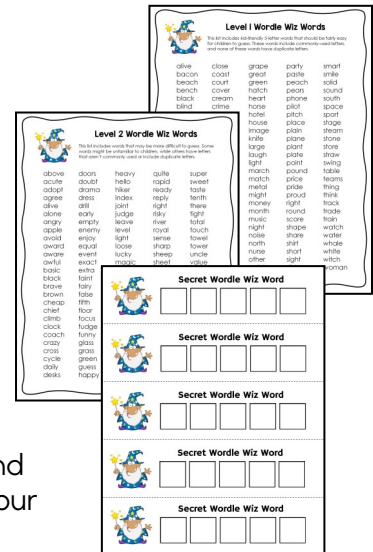 Level 1 Wordle Wiz Words
This list includes kid-friendly 5-letter words that should be fairly easy
for children to guess. These words include commonly-used letters,
and none of these words have duplicate letters.
alive close grape party smart
bacon coast great paste smile
beach court green peach solid
bench cover hatch pears sound
black cream heart phone south
blind crime horse pilot space
hotel pitch sport
house place stage
image plain steam
knife plane stone
large plant store
laugh plate straw
light point swing
march pound table
match price teams
metal pride thing
might proud think
money right track
month round trade
music score train
night shape watch
noise share water
north shirt whale
nurse short white
other sight witch
woman
Level 2 Wordle Wiz Words
This list includes words that may be more difficult to guess. Some
words might be unfamiliar to children, while others have letters
that aren't commonly used or include duplicate letters.
above doors heavy quite super
acute doubt hello rapid sweet
adapt drama hiker ready taste
agree dress index reply tenth
alive drill joint right there
alone early judge risky tight
angry empty leave river total
apple enemy level royal touch
avoid enjoy light sense towel
award equal loose sharp tower
aware event lucky sheep uncle
awful exact magic sheet value
basic extra
black faint
brave fairy
brown false
cheap fifth
chief floor
climb focus
clock fudge
coach funny
crazy glass
cross grass
cycle green
daily guess
desks happy
Secret Wordle Wiz Word
Secret Wordle Wiz Word
Secret Wordle Wiz Word
Secret Wordle Wiz Word
Secret Wordle Wiz Word